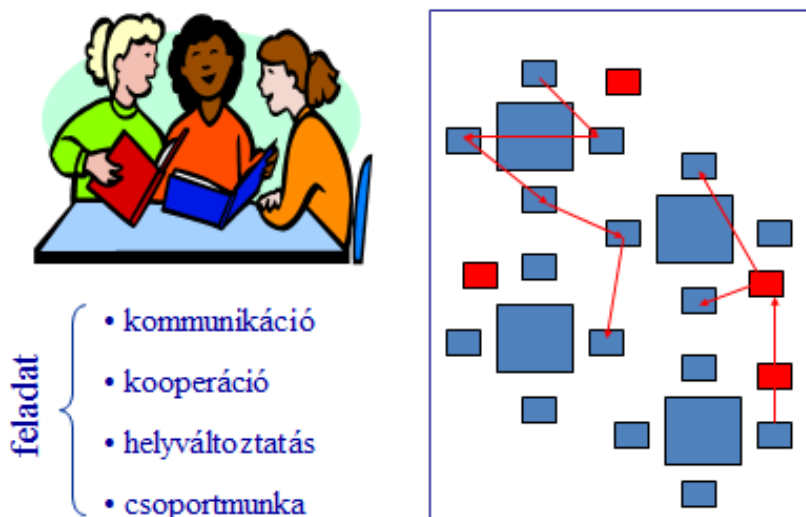 feladat
• kommunikáció
• kooperáció
• helyváltoztatás
• csoportmunka